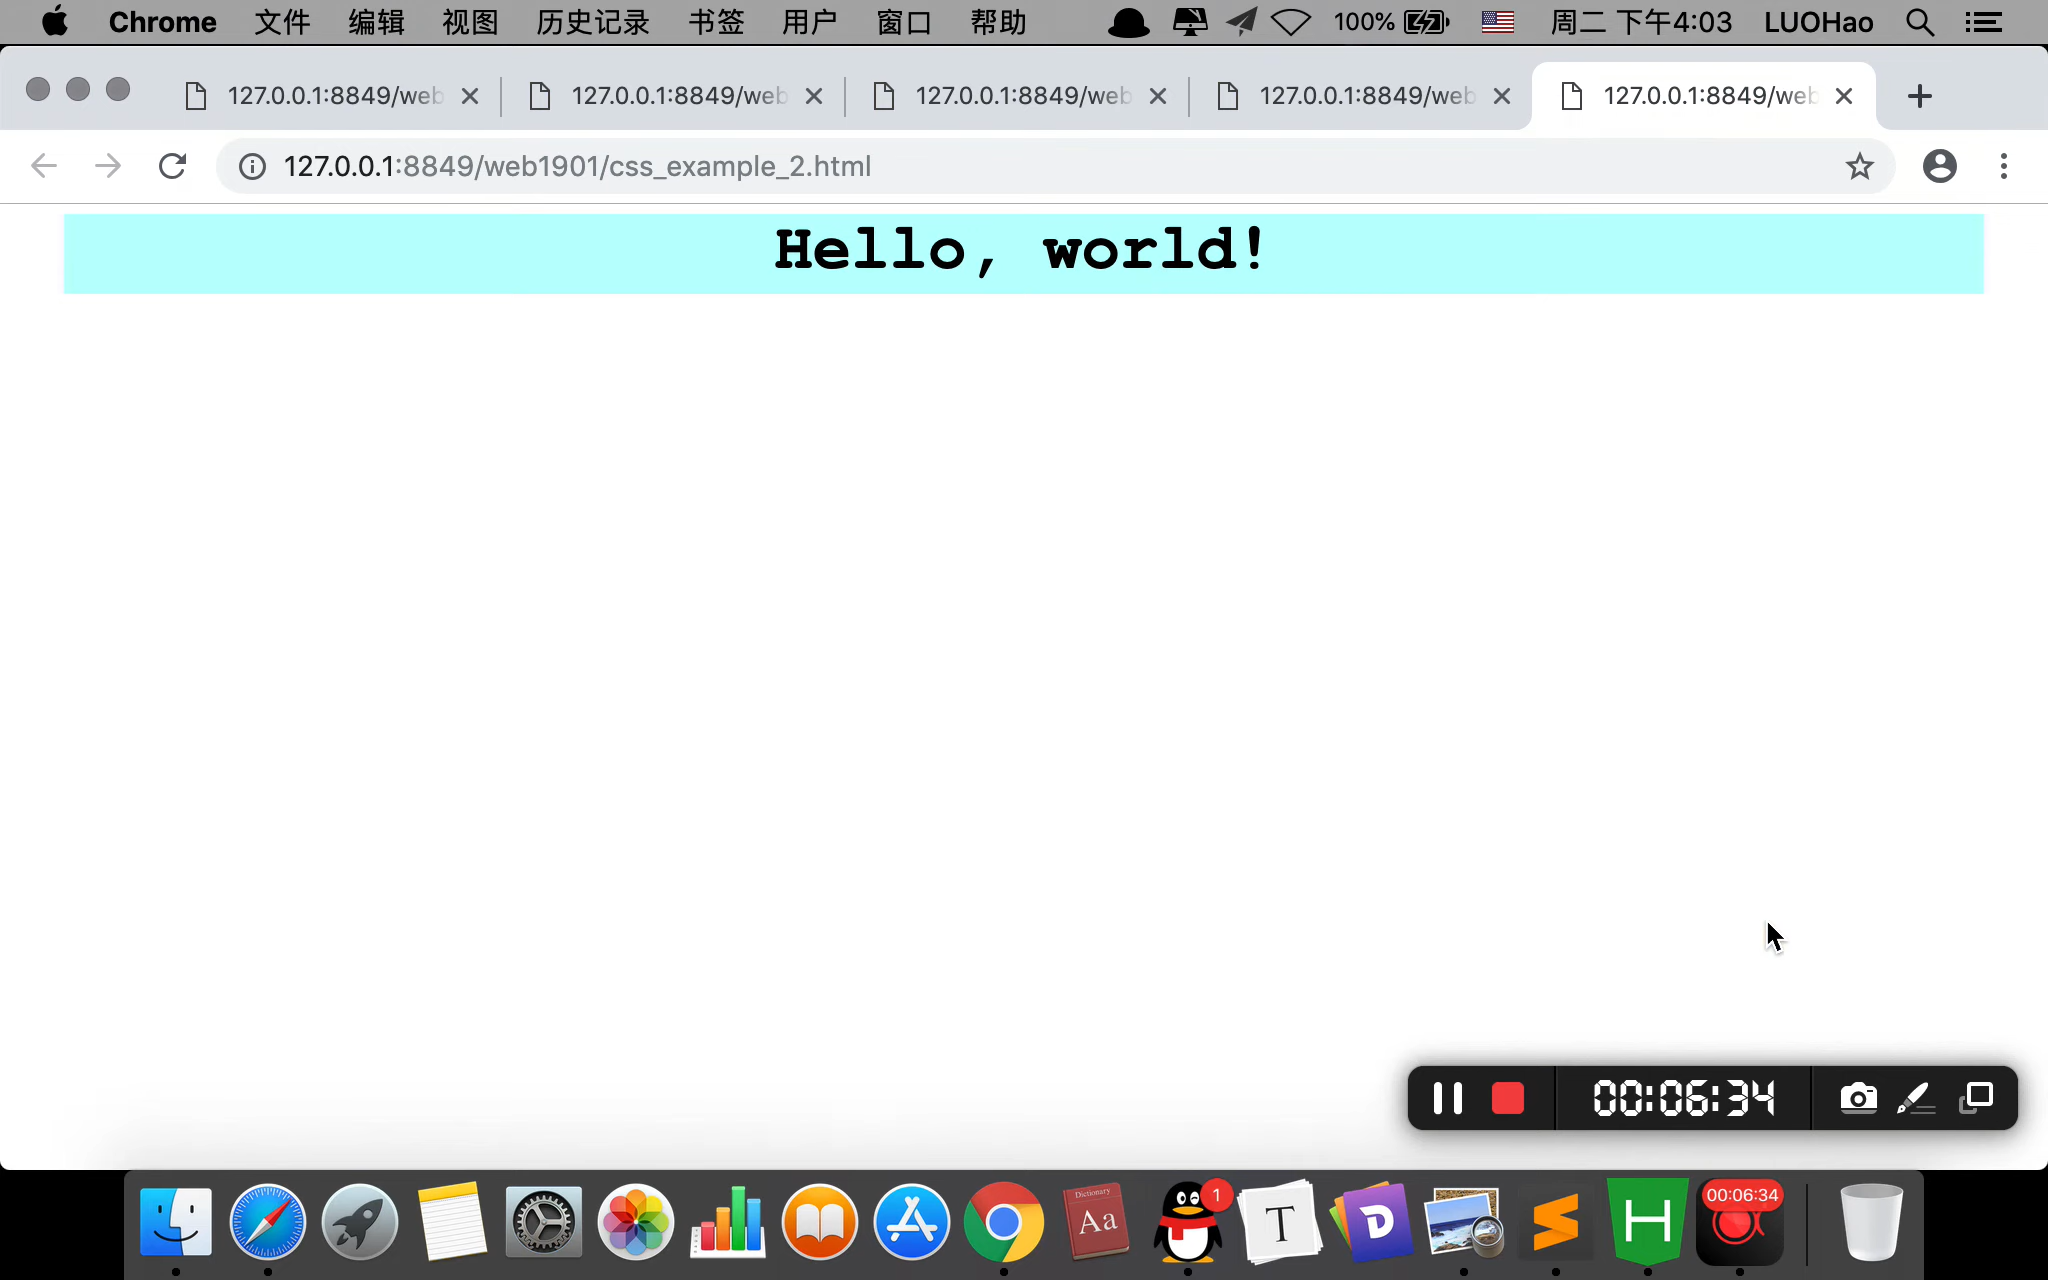 Chrome 文件 编辑 视图 历史记录 书签 用户 窗口 帮助 100% 周二 下午4:03 LUOHao
127.0.0.1:8849/web 127.0.0.1:8849/web 127.0.0.1:8849/web 127.0.0.1:8849/web 127.0.0.1:8849/web
127.0.0.1:8849/web1901/css_example_2.html
Hello, world!
00:06:34
Dictionary
Aa
1
T
D
H
00:06:34